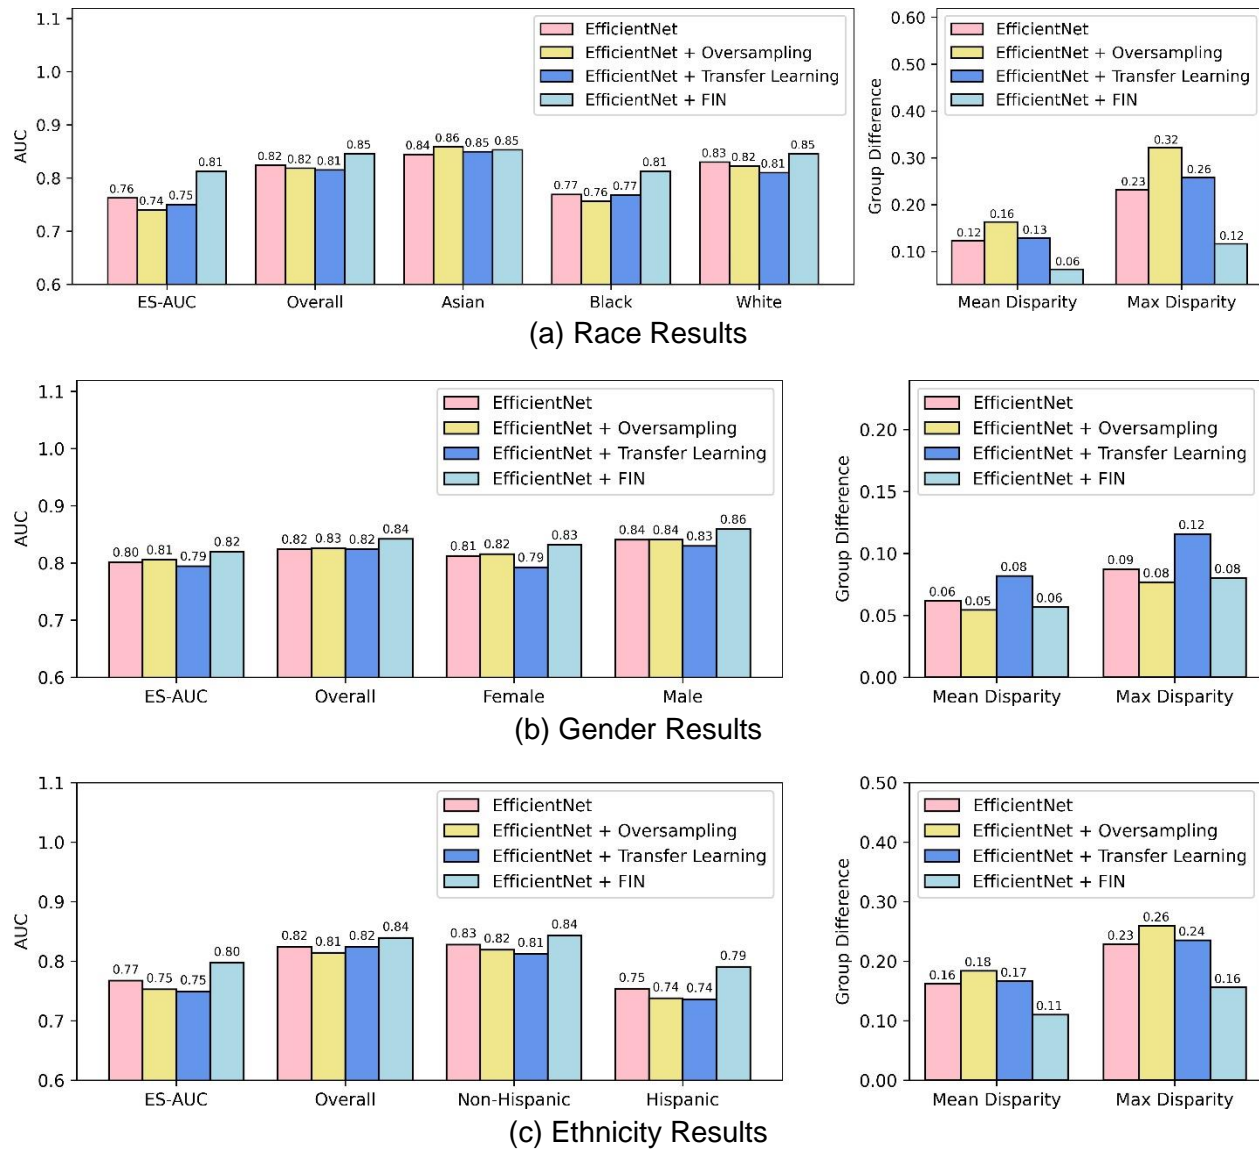 1.1
1.0
0.9
0.8
0.7
0.6
AUC
EfficientNet
EfficientNet + Oversampling
EfficientNet + Transfer Learning
EfficientNet + FIN
0.76 0.74 0.75 0.81
0.82 0.82 0.81 0.85
0.84 0.86 0.85 0.85
0.77 0.76 0.77 0.81
0.83 0.82 0.81 0.85
ES-AUC Overall Asian Black White
0.60
0.50
0.40
0.30
0.20
0.10
Group Difference
EfficientNet
EfficientNet + Oversampling
EfficientNet + Transfer Learning
EfficientNet + FIN
0.12 0.16 0.13 0.06
0.23 0.32 0.26 0.12
Mean Disparity Max Disparity
(a) Race Results
1.1
1.0
0.9
0.8
0.7
0.6
AUC
EfficientNet
EfficientNet + Oversampling
EfficientNet + Transfer Learning
EfficientNet + FIN
0.80 0.81 0.79 0.82
0.82 0.83 0.82 0.84
0.81 0.82 0.79 0.83
0.84 0.84 0.83 0.86
ES-AUC Overall Female Male
0.20
0.15
0.10
0.05
0.00
Group Difference
EfficientNet
EfficientNet + Oversampling
EfficientNet + Transfer Learning
EfficientNet + FIN
0.06 0.05 0.08 0.06
0.09 0.08 0.12 0.08
Mean Disparity Max Disparity
(b) Gender Results
1.1
1.0
0.9
0.8
0.7
0.6
AUC
EfficientNet
EfficientNet + Oversampling
EfficientNet + Transfer Learning
EfficientNet + FIN
0.77 0.75 0.75 0.80
0.82 0.81 0.82 0.84
0.83 0.82 0.81 0.84
0.75 0.74 0.74 0.79
ES-AUC Overall Non-Hispanic Hispanic
0.50
0.40
0.30
0.20
0.10
0.00
Group Difference
EfficientNet
EfficientNet + Oversampling
EfficientNet + Transfer Learning
EfficientNet + FIN
0.16 0.18 0.17 0.11
0.23 0.26 0.24 0.16
Mean Disparity Max Disparity
(c) Ethnicity Results